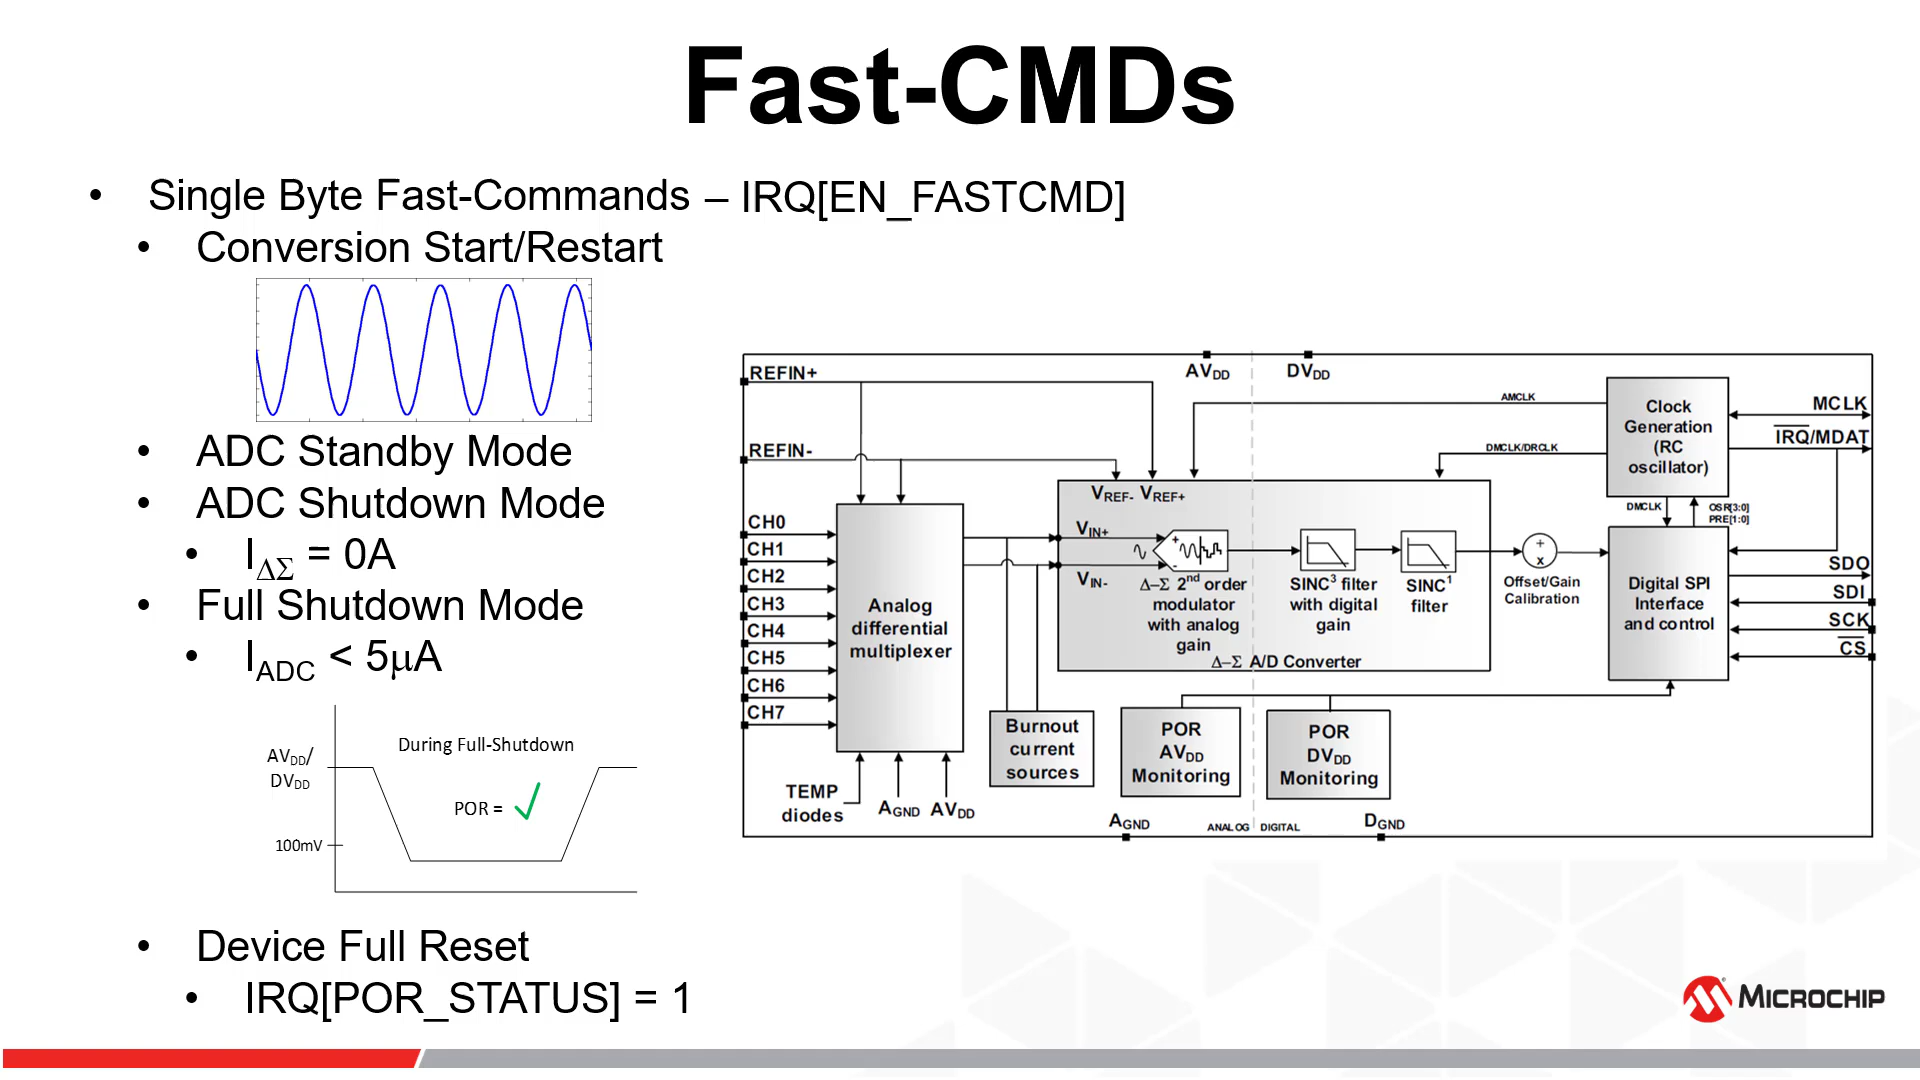 Fast-CMDs
• Single Byte Fast-Commands – IRQ[EN_FASTCMD]
• Conversion Start/Restart
• ADC Standby Mode
• ADC Shutdown Mode
• IΔΣ = 0A
• Full Shutdown Mode
• IADC < 5μA
During Full-Shutdown
AVDD/
DVDD
POR =
100mV
• Device Full Reset
• IRQ[POR_STATUS] = 1
REFIN+
REFIN-
AVDD
DVDD
AMCLK
DMCLK/DRCLK
Clock
Generation
(RC
oscillator)
MCLK
IRQ/MDAT
DMCLK
OSR[3:0]
PRE[1:0]
CH0
CH1
CH2
CH3
CH4
CH5
CH6
CH7
Analog
differential
multiplexer
VREF- VREF+
VIN+
VIN-
+
-
Δ–Σ 2nd order
modulator
with analog
gain
SINC3 filter
with digital
gain
SINC1
filter
Δ–Σ A/D Converter
+
x
Offset/Gain
Calibration
Digital SPI
Interface
and control
SDO
SDI
SCK
CS
Burnout
current
sources
POR
AVDD
Monitoring
POR
DVDD
Monitoring
TEMP
diodes
AGND
AVDD
AGND
ANALOG
DIGITAL
DGND
MICROCHIP